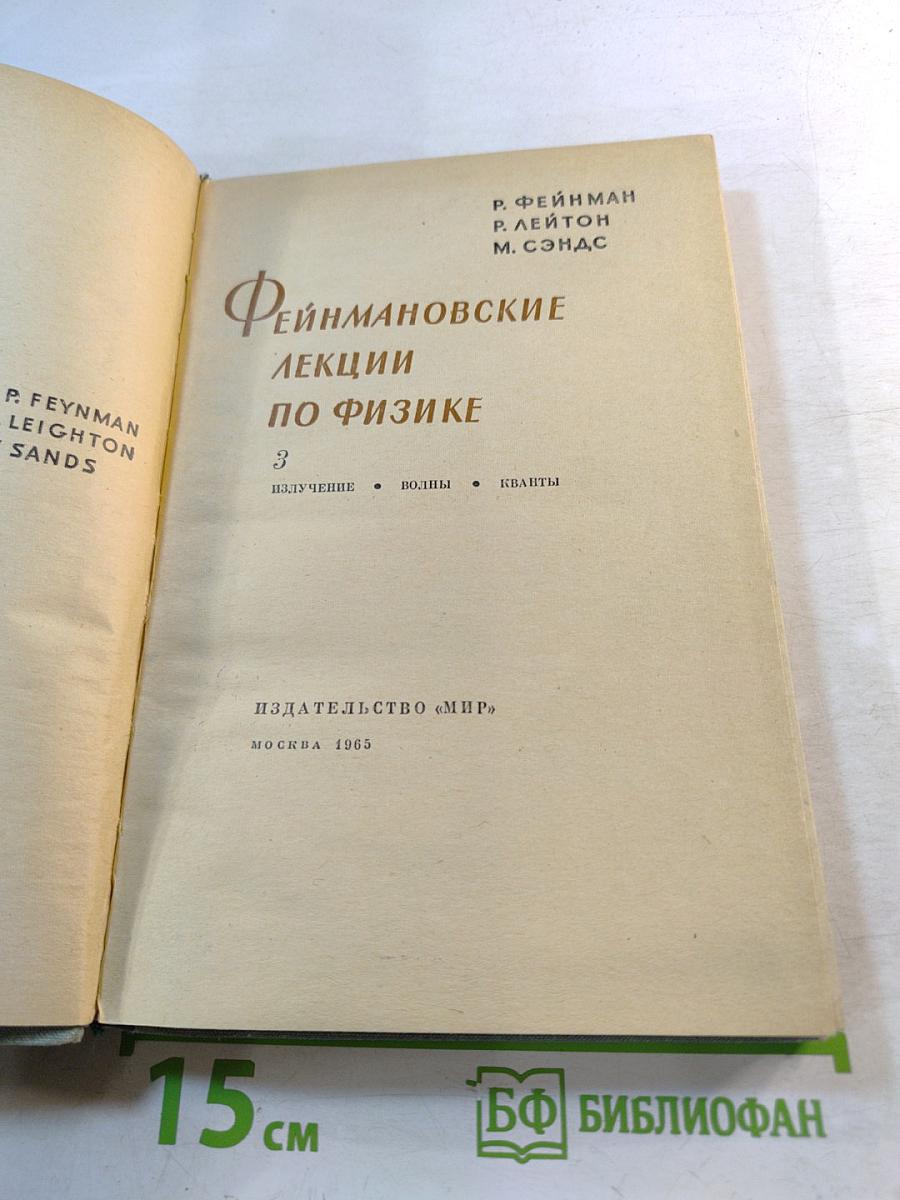 P. FEYNMAN
LEIGHTON
SANDS
Р. ФЕЙНМАН
Р. ЛЕЙТОН
М. СЭНДС
ФЕЙНМАНОВСКИЕ
ЛЕКЦИИ
ПО ФИЗИКЕ
3
ИЗЛУЧЕНИЕ • ВОЛНЫ • КВАНТЫ
ИЗДАТЕЛЬСТВО «МИР»
МОСКВА 1965
15 см
БФ БИБЛИОФАН